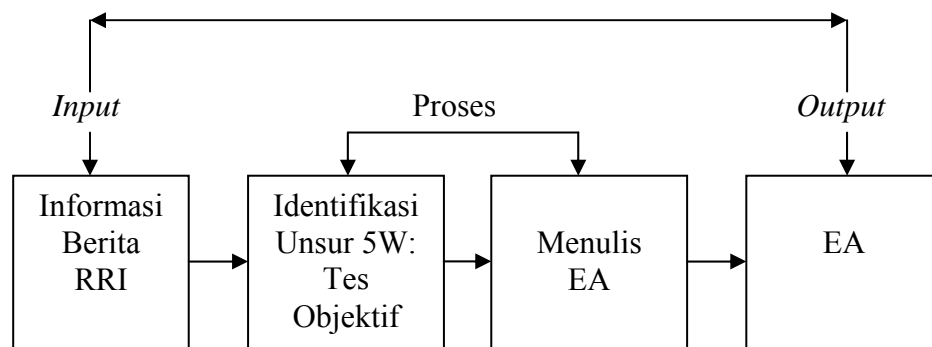 Input
Proses
Output
Informasi
Berita
RRI
Identifikasi
Unsur 5W:
Tes
Objektif
Menulis
EA
EA